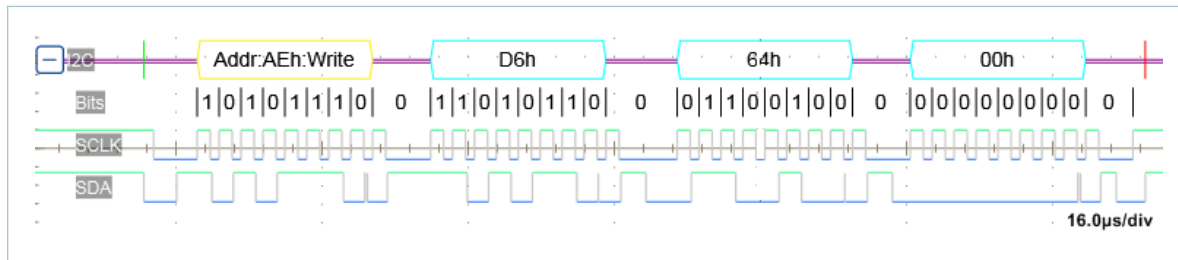 I2C Addr:AEh:Write D6h 64h 00h
Bits 1 0 1 0 1 1 1 0 0 1 1 0 1 0 1 1 0 0 0 1 1 0 0 1 0 0 0 0 0 0 0 0 0 0 0 0 0
SCLK
SDA
16.0µs/div